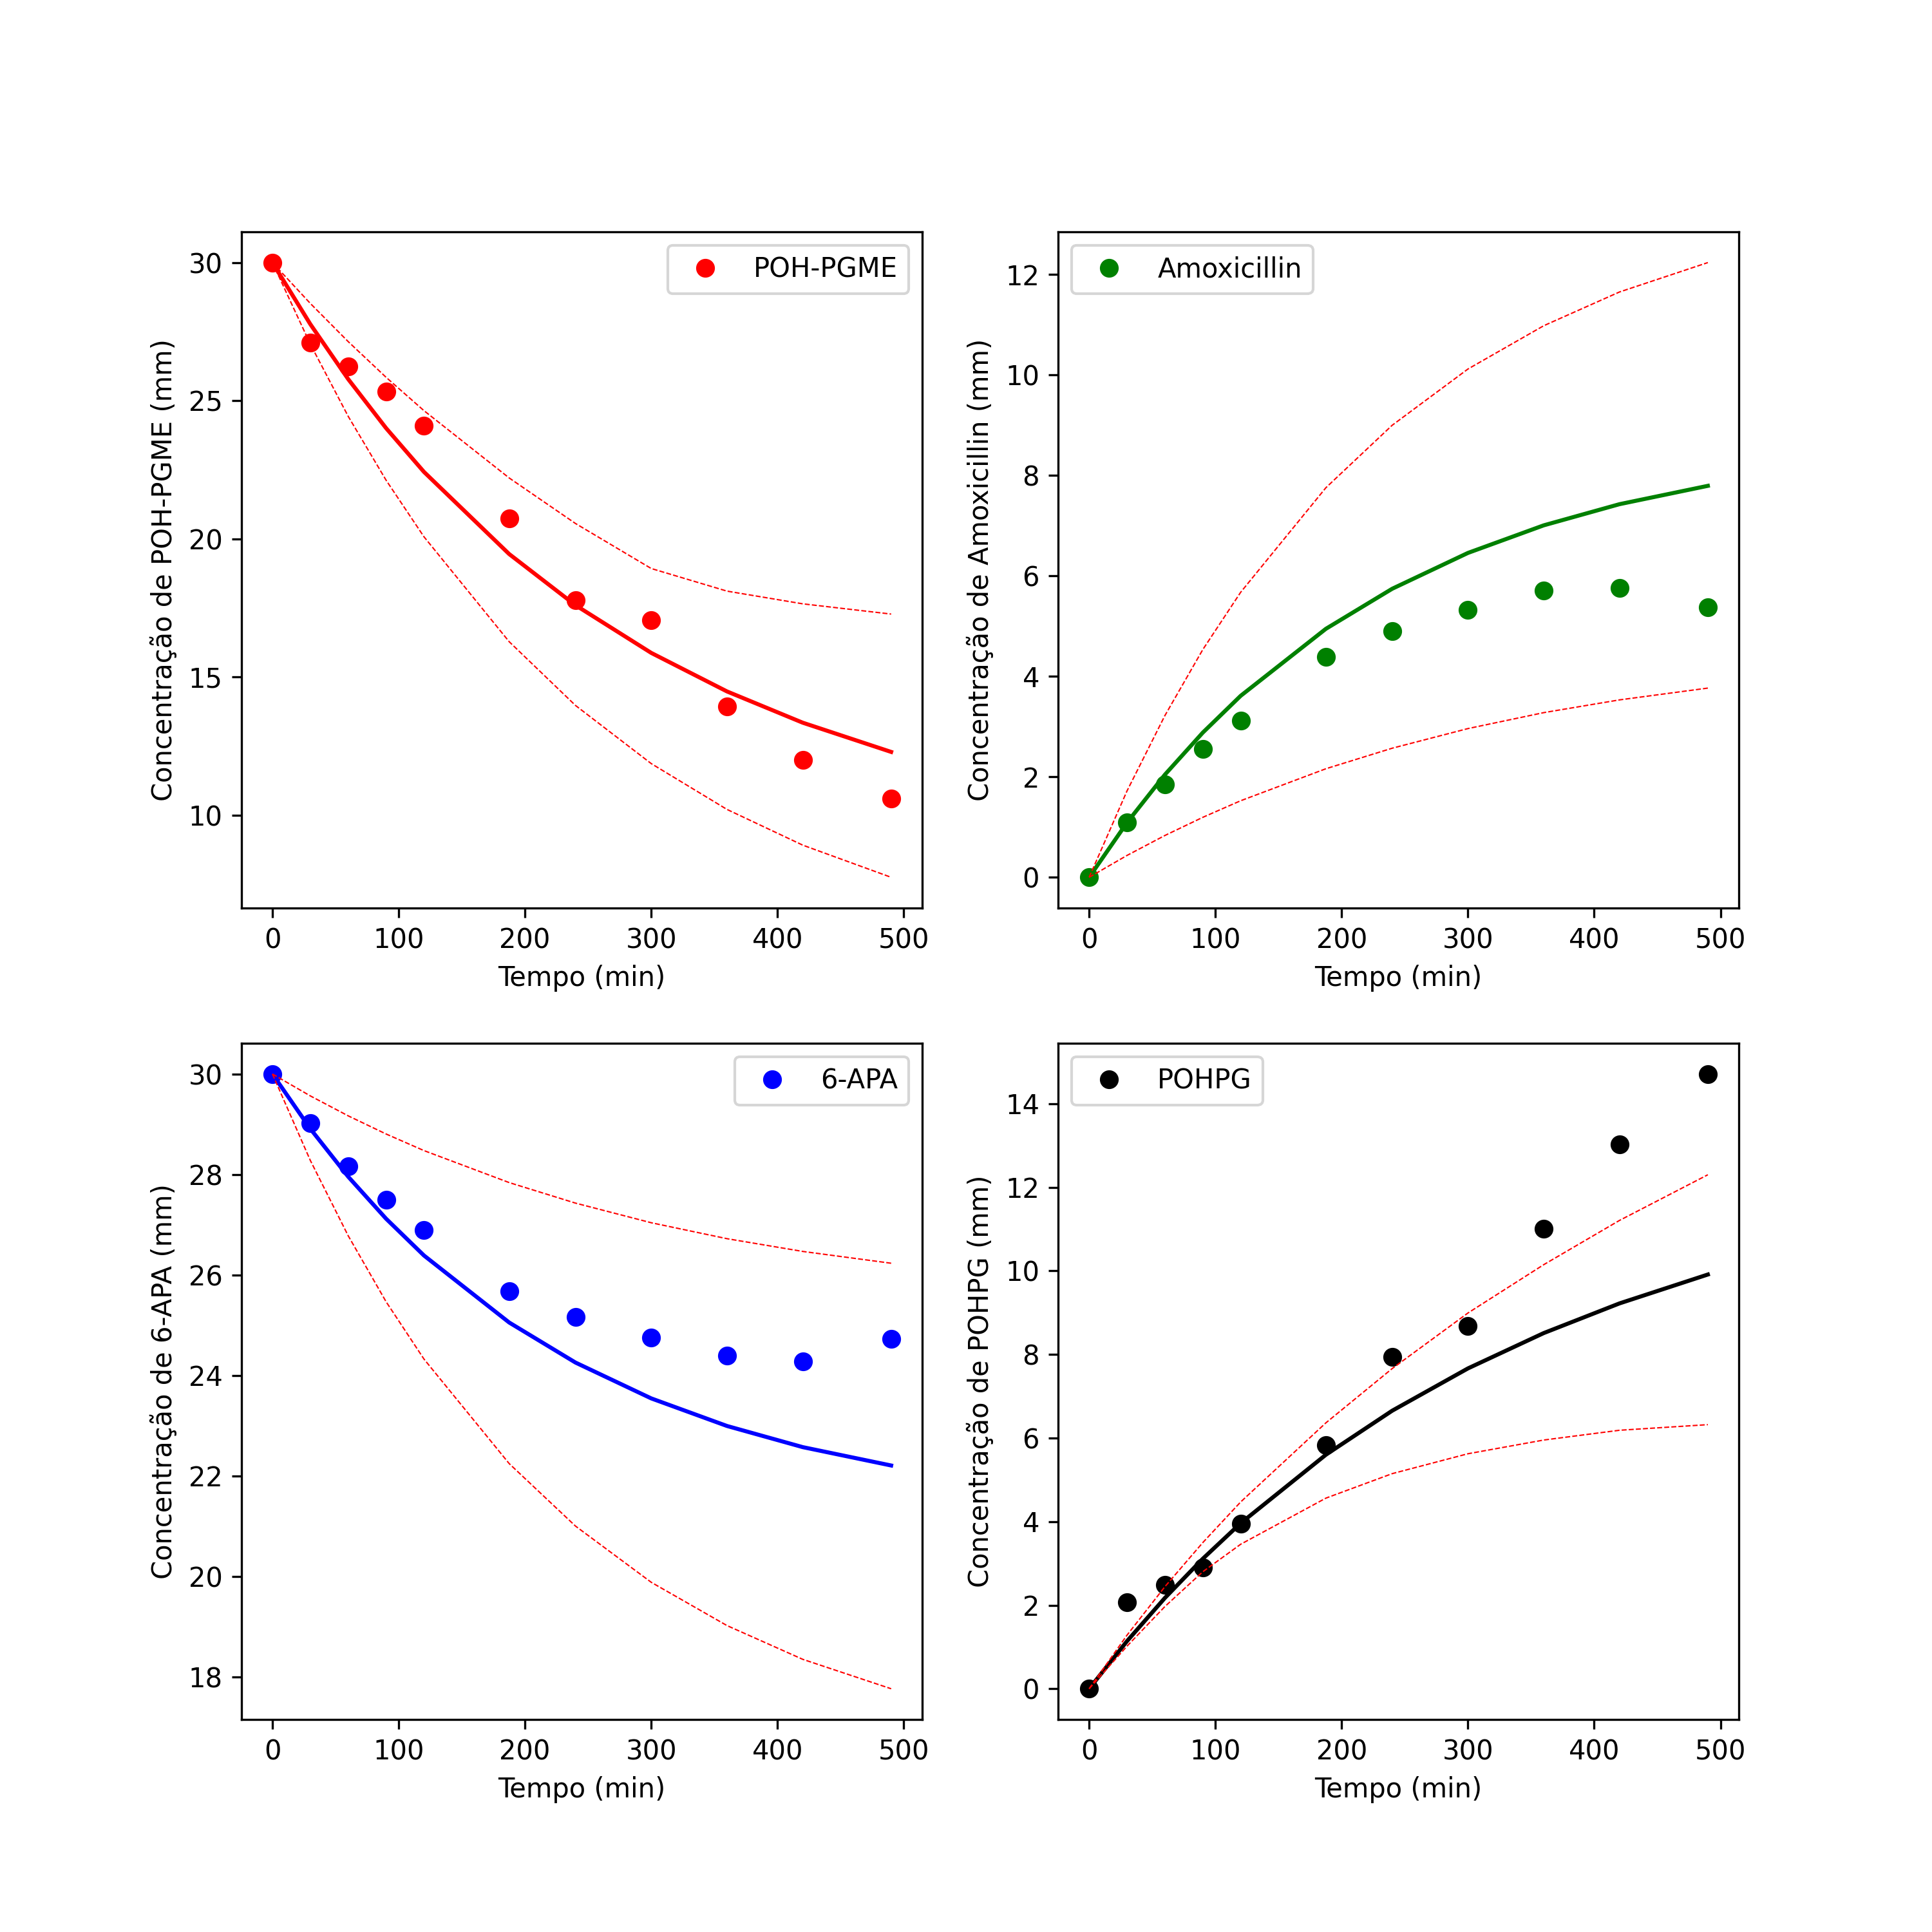 POH-PGME
Concentração de POH-PGME (mm)
30
25
20
15
10
0 100 200 300 400 500
Tempo (min)
Amoxicillin
Concentração de Amoxicillin (mm)
12
10
8
6
4
2
0
0 100 200 300 400 500
Tempo (min)
6-APA
Concentração de 6-APA (mm)
30
28
26
24
22
20
18
0 100 200 300 400 500
Tempo (min)
POHPG
Concentração de POHPG (mm)
14
12
10
8
6
4
2
0
0 100 200 300 400 500
Tempo (min)